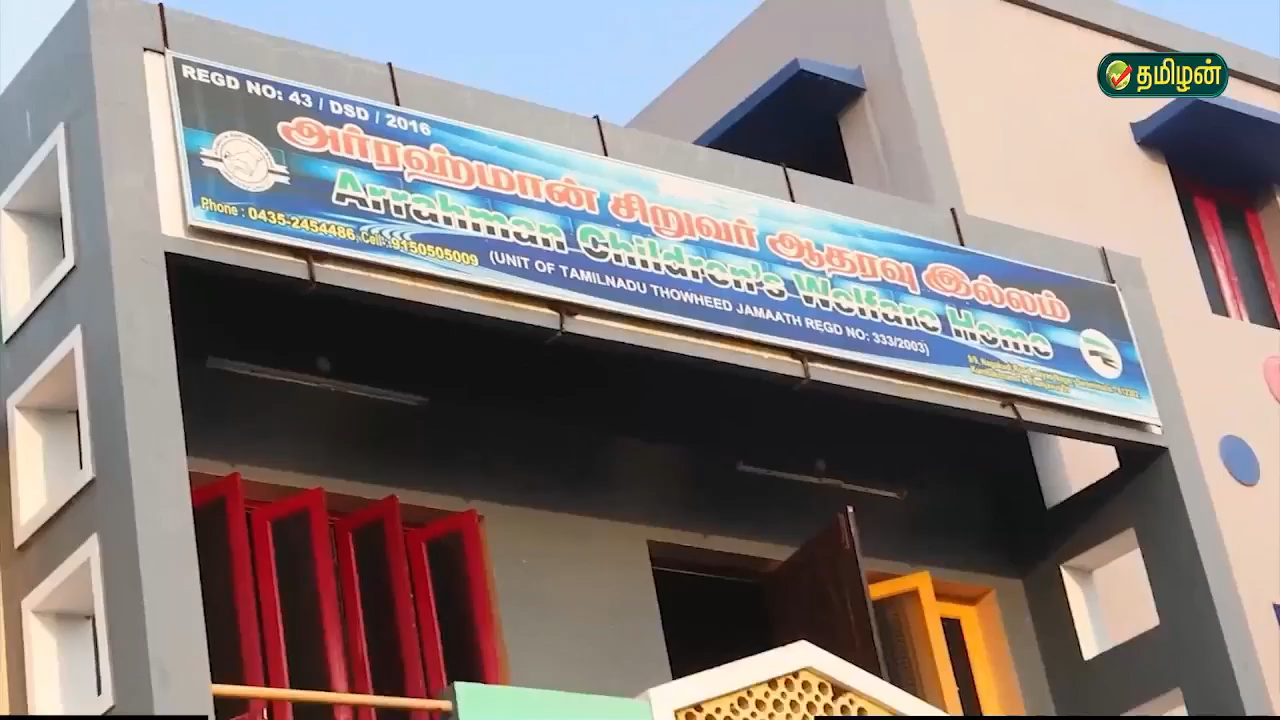 தமிழன்
REGD NO: 43 / DSD / 2016
அர்ரஹ்மான் சிறுவர் ஆதரவு இல்லம்
Arrahman Children's Welfare Home
Phone : 0435-2454486, Cell : 9150505009
(UNIT OF TAMILNADU THOWHEED JAMAATH REGD NO: 333/2003)